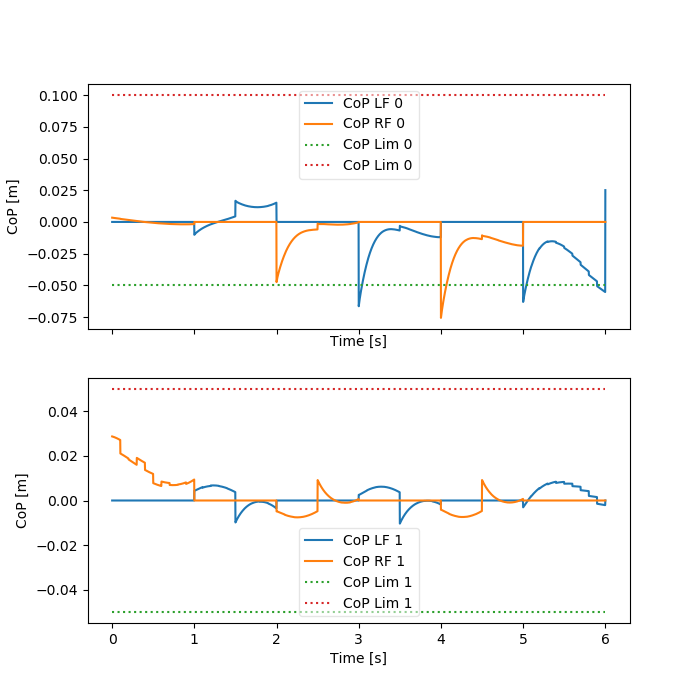 0.100
0.075
0.050
0.025
0.000
−0.025
−0.050
−0.075
CoP [m]
CoP LF 0
CoP RF 0
CoP Lim 0
CoP Lim 0
Time [s]
0.04
0.02
0.00
−0.02
−0.04
CoP [m]
CoP LF 1
CoP RF 1
CoP Lim 1
CoP Lim 1
0 1 2 3 4 5 6
Time [s]